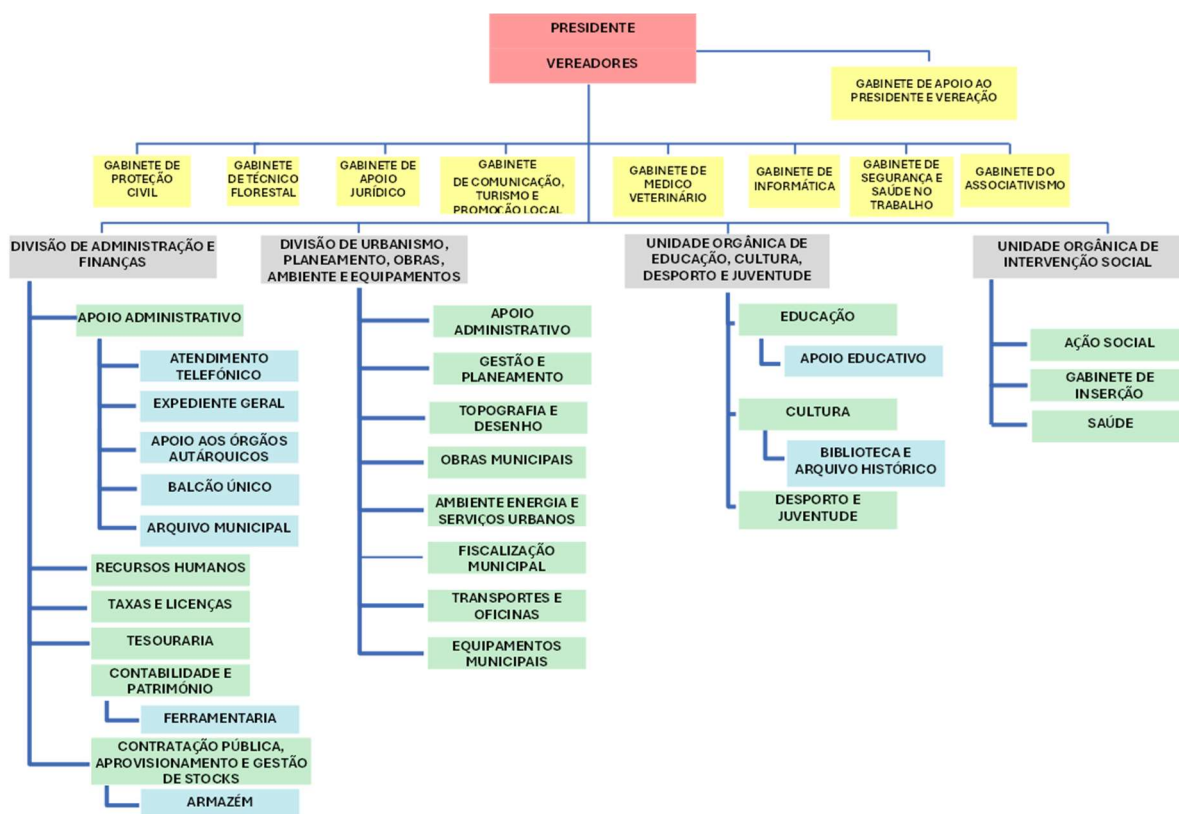 PRESIDENTE
VEREADORES
GABINETE DE APOIO AO
PRESIDENTE E VEREAÇÃO
GABINETE DE
PROTEÇÃO
CIVIL
GABINETE
DE TÉCNICO
FLORESTAL
GABINETE DE
APOIO
JURÍDICO
GABINETE
DE COMUNICAÇÃO,
TURISMO E
PROMOÇÃO LOCAL
GABINETE DE
MEDICO
VETERINÁRIO
GABINETE DE
INFORMÁTICA
GABINETE DE
SEGURANÇA E
SAÚDE NO
TRABALHO
GABINETE DO
ASSOCIATIVISMO
DIVISÃO DE ADMINISTRAÇÃO E
FINANÇAS
APOIO ADMINISTRATIVO
ATENDIMENTO
TELEFÓNICO
EXPEDIENTE GERAL
APOIO AOS ÓRGÃOS
AUTÁRQUICOS
BALCÃO ÚNICO
ARQUIVO MUNICIPAL
RECURSOS HUMANOS
TAXAS E LICENÇAS
TESOURARIA
CONTABILIDADE E
PATRIMÓNIO
FERRAMENTARIA
CONTRATAÇÃO PÚBLICA,
APROVISIONAMENTO E GESTÃO
DE STOCKS
ARMAZÉM
DIVISÃO DE URBANISMO,
PLANEAMENTO, OBRAS,
AMBIENTE E EQUIPAMENTOS
APOIO
ADMINISTRATIVO
GESTÃO E
PLANEAMENTO
TOPOGRAFIA E
DESENHO
OBRAS MUNICIPAIS
AMBIENTE ENERGIA E
SERVIÇOS URBANOS
FISCALIZAÇÃO
MUNICIPAL
TRANSPORTES E
OFICINAS
EQUIPAMENTOS
MUNICIPAIS
UNIDADE ORGÂNICA DE
EDUCAÇÃO, CULTURA,
DESPORTO E JUVENTUDE
EDUCAÇÃO
APOIO EDUCATIVO
CULTURA
BIBLIOTECA E
ARQUIVO HISTÓRICO
DESPORTO E
JUVENTUDE
UNIDADE ORGÂNICA DE
INTERVENÇÃO SOCIAL
AÇÃO SOCIAL
GABINETE DE
INSERÇÃO
SAÚDE